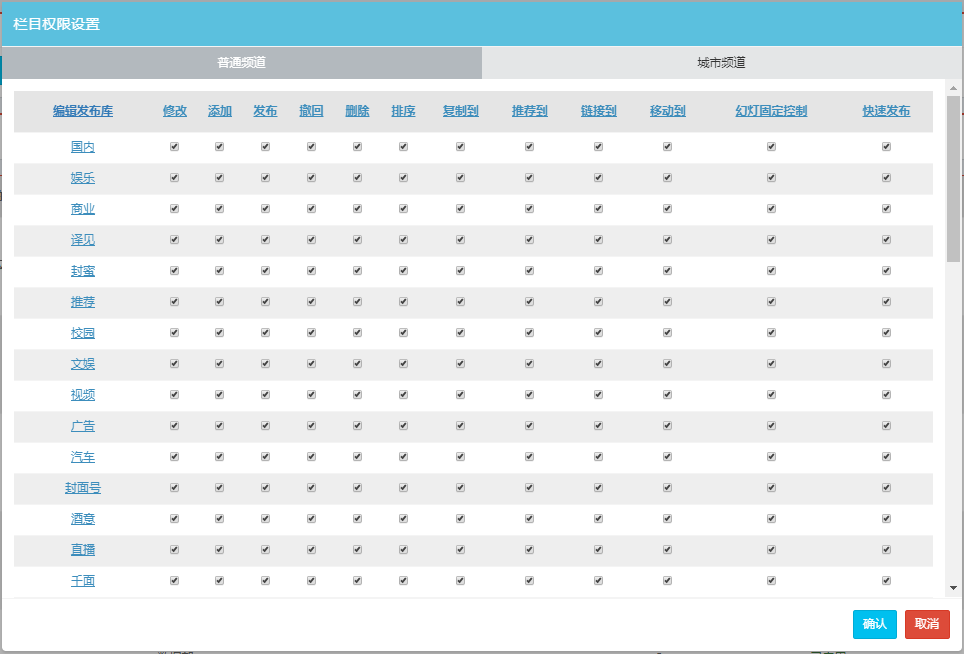 栏目权限设置
普通频道 城市频道
编辑发布库 修改 添加 发布 撤回 删除 排序 复制到 推荐到 链接到 移动到 幻灯固定控制 快速发布
国内
娱乐
商业
译见
封蜜
推荐
校园
文娱
视频
广告
汽车
封面号
酒意
直播
千面
确认 取消